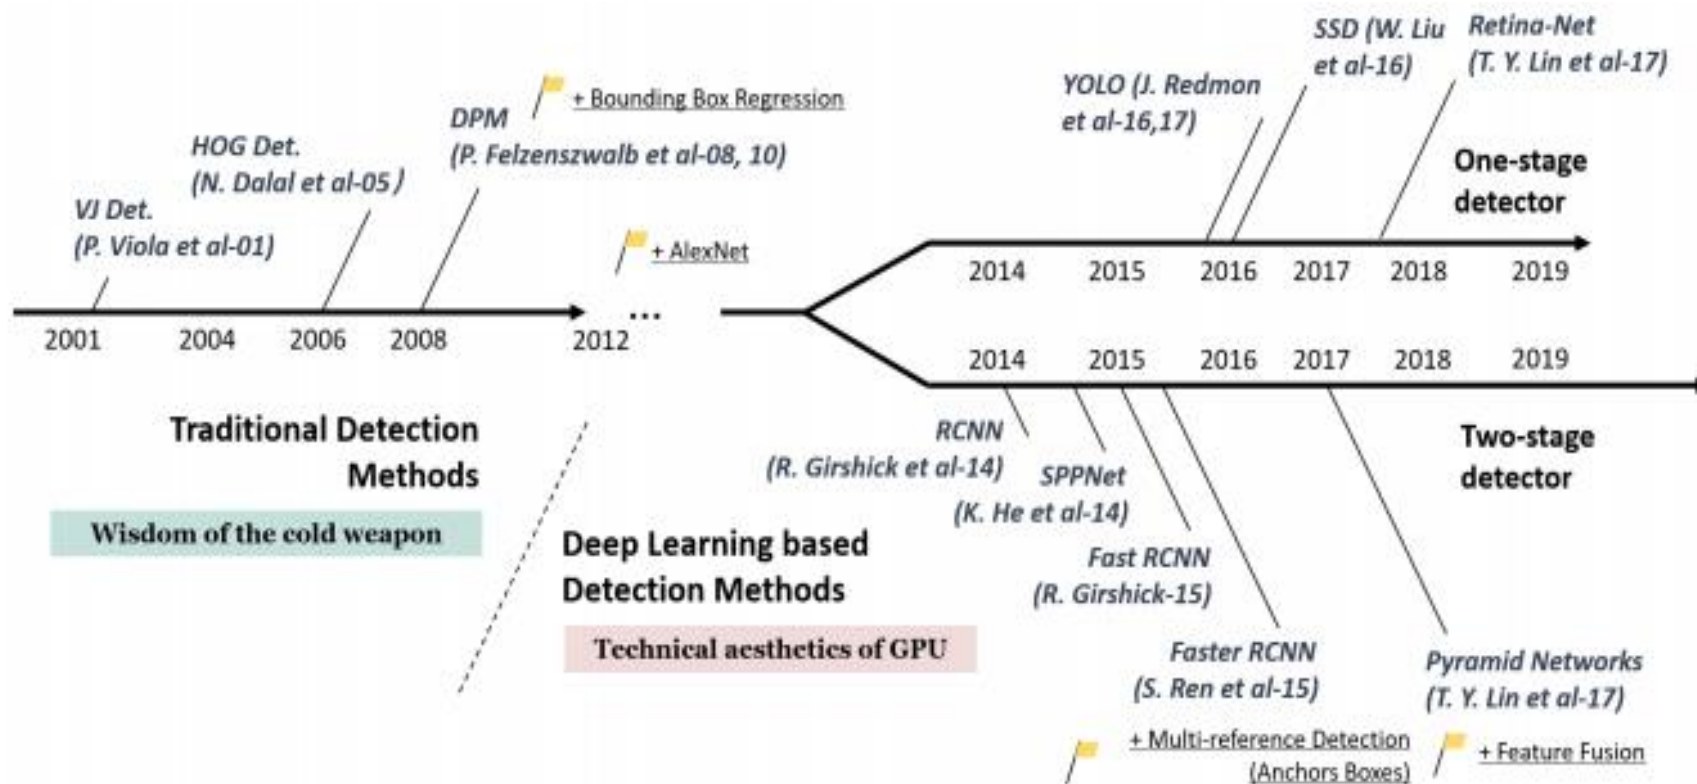 VJ Det.
(P. Viola et al-01)
HOG Det.
(N. Dalal et al-05)
DPM
(P. Felzenszwalb et al-08, 10)
+ Bounding Box Regression
+ AlexNet
...
2001 2004 2006 2008 2012
Traditional Detection
Methods
Wisdom of the cold weapon
Deep Learning based
Detection Methods
Technical aesthetics of GPU
YOLO (J. Redmon
et al-16,17)
SSD (W. Liu
et al-16)
Retina-Net
(T. Y. Lin et al-17)
One-stage
detector
2014 2015 2016 2017 2018 2019
2014 2015 2016 2017 2018 2019
Two-stage
detector
RCNN
(R. Girshick et al-14)
SPPNet
(K. He et al-14)
Fast RCNN
(R. Girshick-15)
Faster RCNN
(S. Ren et al-15)
+ Multi-reference Detection
(Anchors Boxes)
Pyramid Networks
(T. Y. Lin et al-17)
+ Feature Fusion